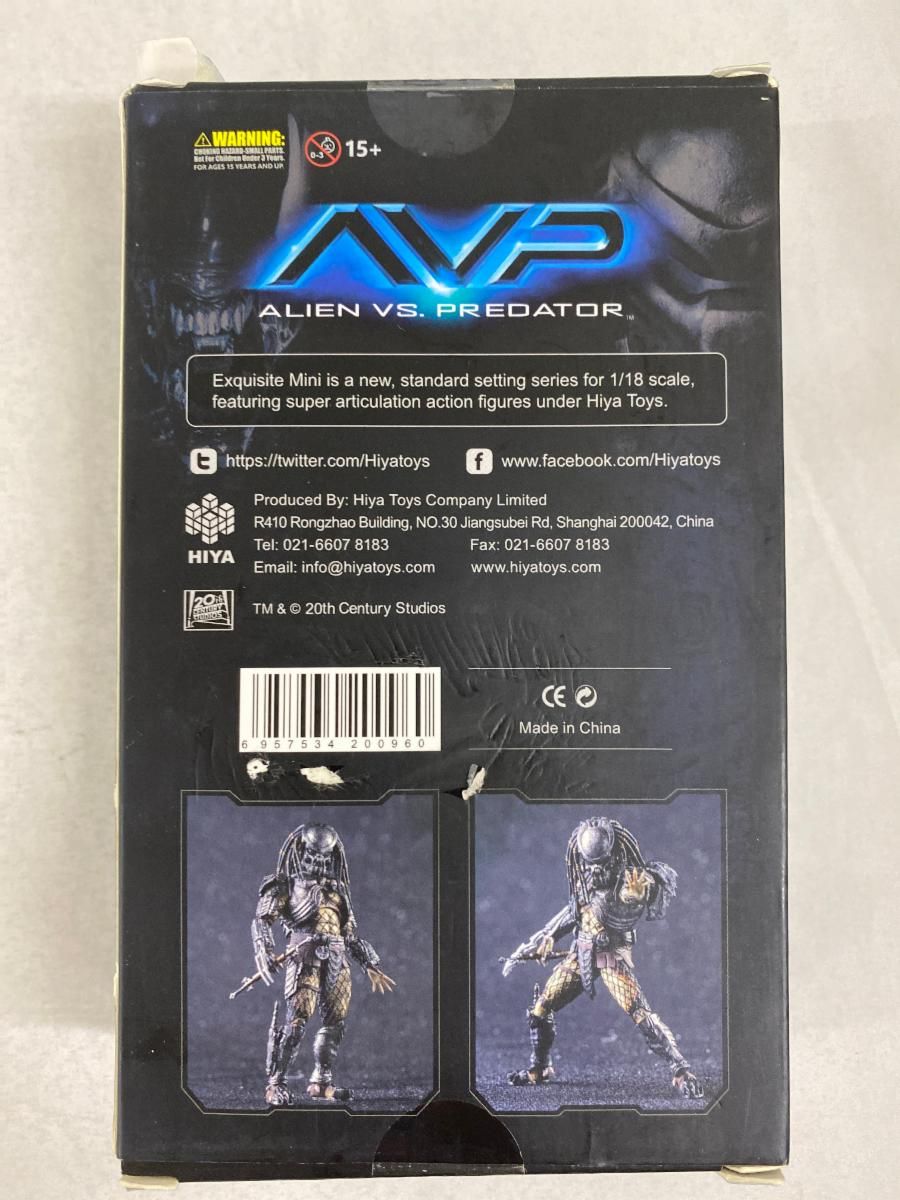 WARNING:
CHOKING HAZARD-SMALL PARTS.
Not For Children Under 3 Years.
FOR AGES 15 YEARS AND UP.
0-3
15+
AVP
ALIEN VS. PREDATOR™
Exquisite Mini is a new, standard setting series for 1/18 scale,
featuring super articulation action figures under Hiya Toys.
https://twitter.com/Hiyatoys
f www.facebook.com/Hiyatoys
HIYA
Produced By: Hiya Toys Company Limited
R410 Rongzhao Building, NO.30 Jiangsubei Rd, Shanghai 200042, China
Tel: 021-6607 8183 Fax: 021-6607 8183
Email: info@hiyatoys.com www.hiyatoys.com
20th
CENTURY
STUDIOS
TM & © 20th Century Studios
6 957534 200960
CE
Made in China